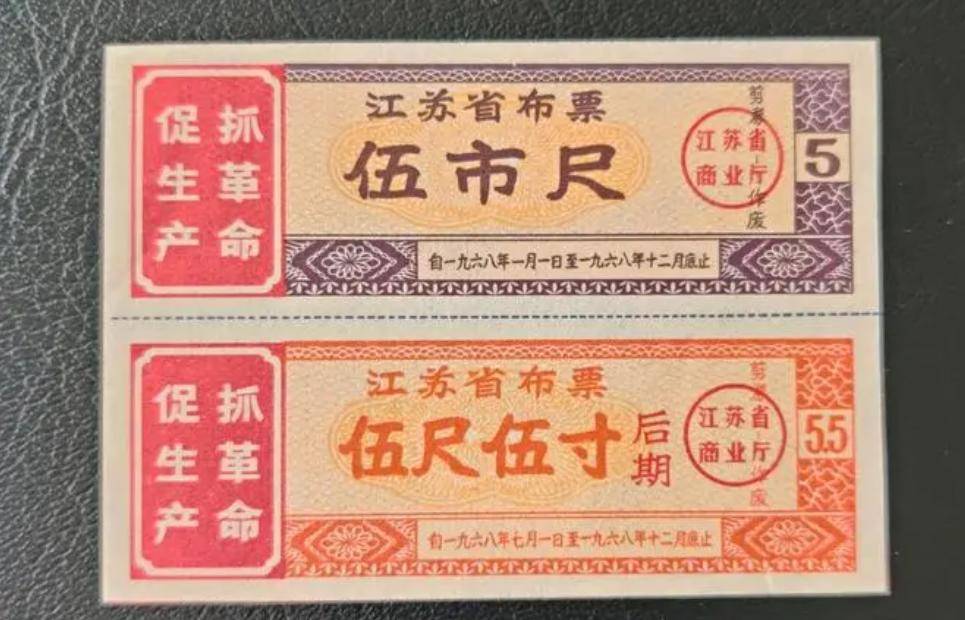 抓革命
促生产
江苏省布票
伍市尺
江苏省
商业厅
剪角作废
5
自一九六八年一月一日至一九六八年十二月底止
抓革命
促生产
江苏省布票
伍尺伍寸
后期
江苏省
商业厅
作废
5.5
自一九六八年七月一日至一九六八年十二月底止